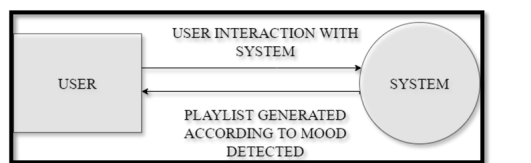 USER INTERACTION WITH
SYSTEM
USER
SYSTEM
PLAYLIST GENERATED
ACCORDING TO MOOD
DETECTED